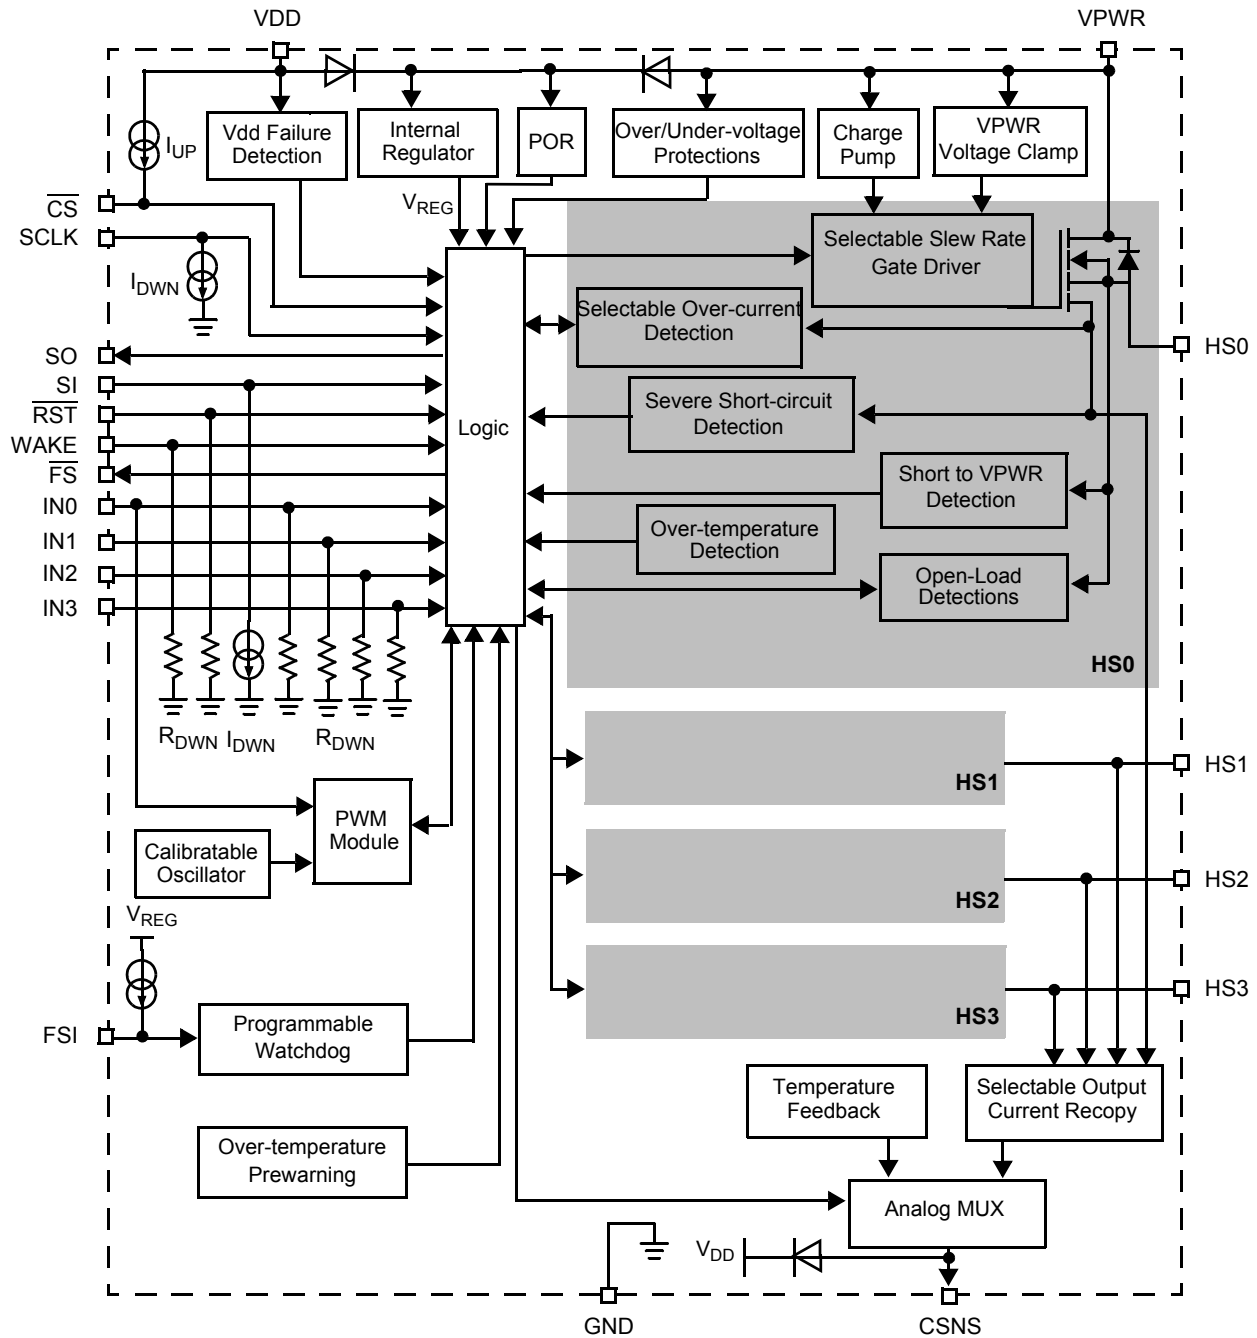 VDD
VPWR
Vdd Failure
Detection
Internal
Regulator
POR
Over/Under-voltage
Protections
Charge
Pump
VPWR
Voltage Clamp
IUP
CS
SCLK
VREG
IDWN
Selectable Slew Rate
Gate Driver
Selectable Over-current
Detection
HS0
SO
SI
RST
WAKE
FS
IN0
IN1
IN2
IN3
Logic
Severe Short-circuit
Detection
Short to VPWR
Detection
Over-temperature
Detection
Open-Load
Detections
HS0
RDWN
IDWN
RDWN
HS1
HS1
PWM
Module
Calibratable
Oscillator
HS2
HS2
VREG
HS3
HS3
FSI
Programmable
Watchdog
Temperature
Feedback
Selectable Output
Current Recopy
Over-temperature
Prewarning
Analog MUX
VDD
GND
CSNS